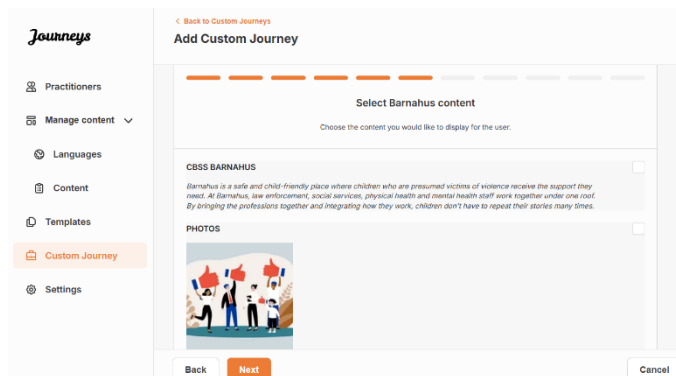 Journeys
Practitioners
Manage content
Languages
Content
Templates
Custom Journey
Settings
< Back to Custom Journeys
Add Custom Journey
Select Barnahus content
Choose the content you would like to display for the user.
CBSS BARNAHUS
Barnahus is a safe and child-friendly place where children who are presumed victims of violence receive the support they
need. At Barnahus, law enforcement, social services, physical health and mental health staff work together under one roof.
By bringing the professions together and integrating how they work, children don't have to repeat their stories many times.
PHOTOS
Back
Next
Cancel